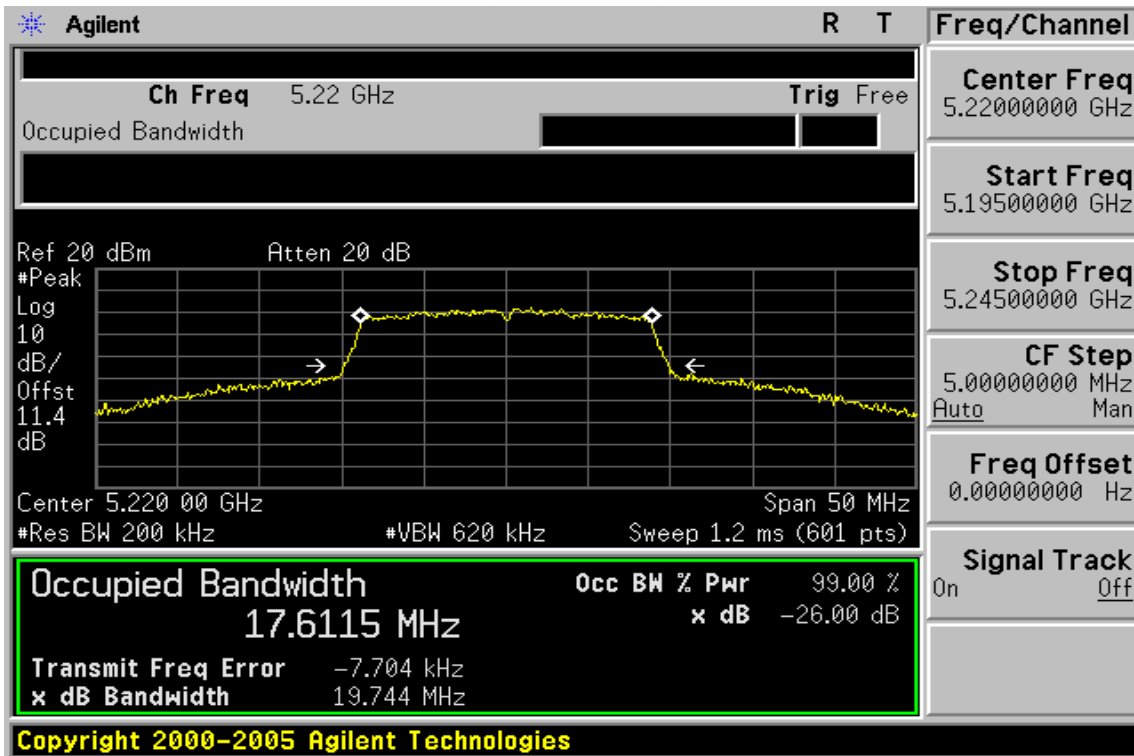 Agilent R T
Ch Freq 5.22 GHz Trig Free
Occupied Bandwidth
Ref 20 dBm Atten 20 dB
#Peak
Log
10
dB/
Offst
11.4
dB
Center 5.220 00 GHz Span 50 MHz
#Res BW 200 kHz #VBW 620 kHz Sweep 1.2 ms (601 pts)
Occupied Bandwidth Occ BW % Pwr 99.00 %
17.6115 MHz x dB -26.00 dB
Transmit Freq Error -7.704 kHz
x dB Bandwidth 19.744 MHz
Copyright 2000-2005 Agilent Technologies
Freq/Channel
Center Freq
5.22000000 GHz
Start Freq
5.19500000 GHz
Stop Freq
5.24500000 GHz
CF Step
5.00000000 MHz
Auto Man
Freq Offset
0.00000000 Hz
Signal Track
On Off